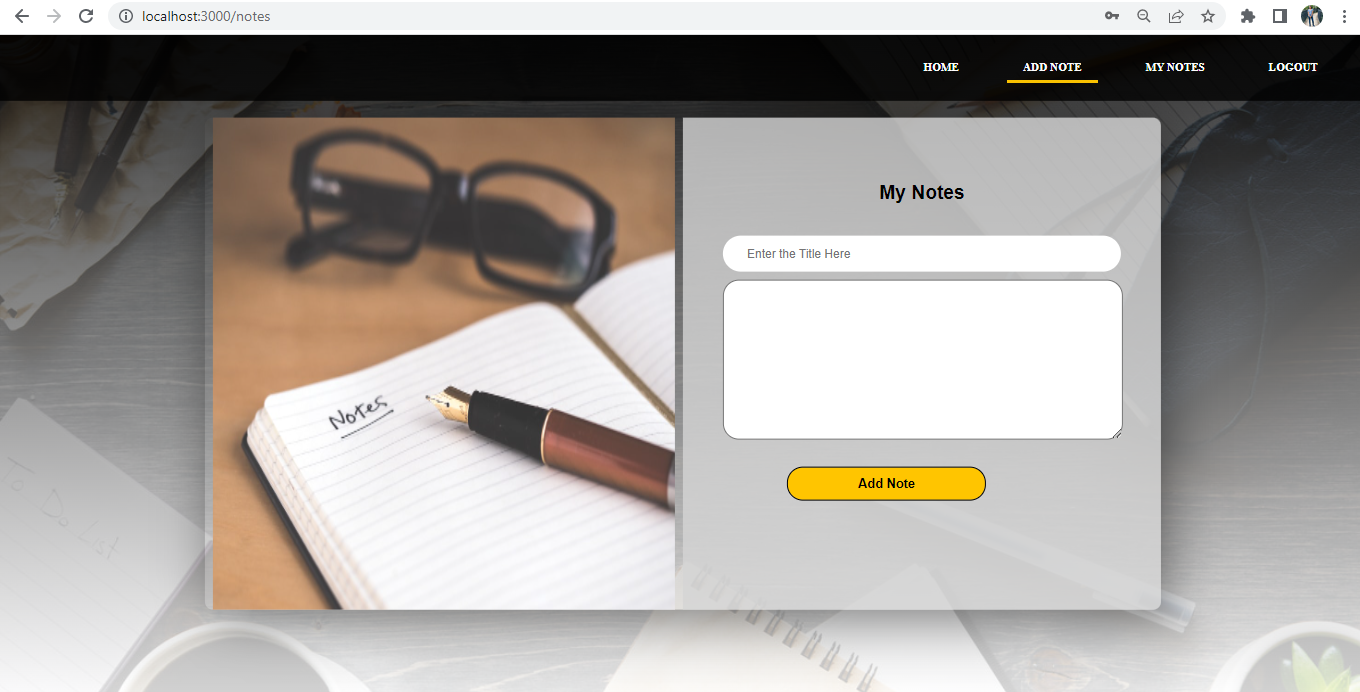 localhost:3000/notes
HOME ADD NOTE MY NOTES LOGOUT
My Notes
Enter the Title Here
Notes
Add Note
To Do List